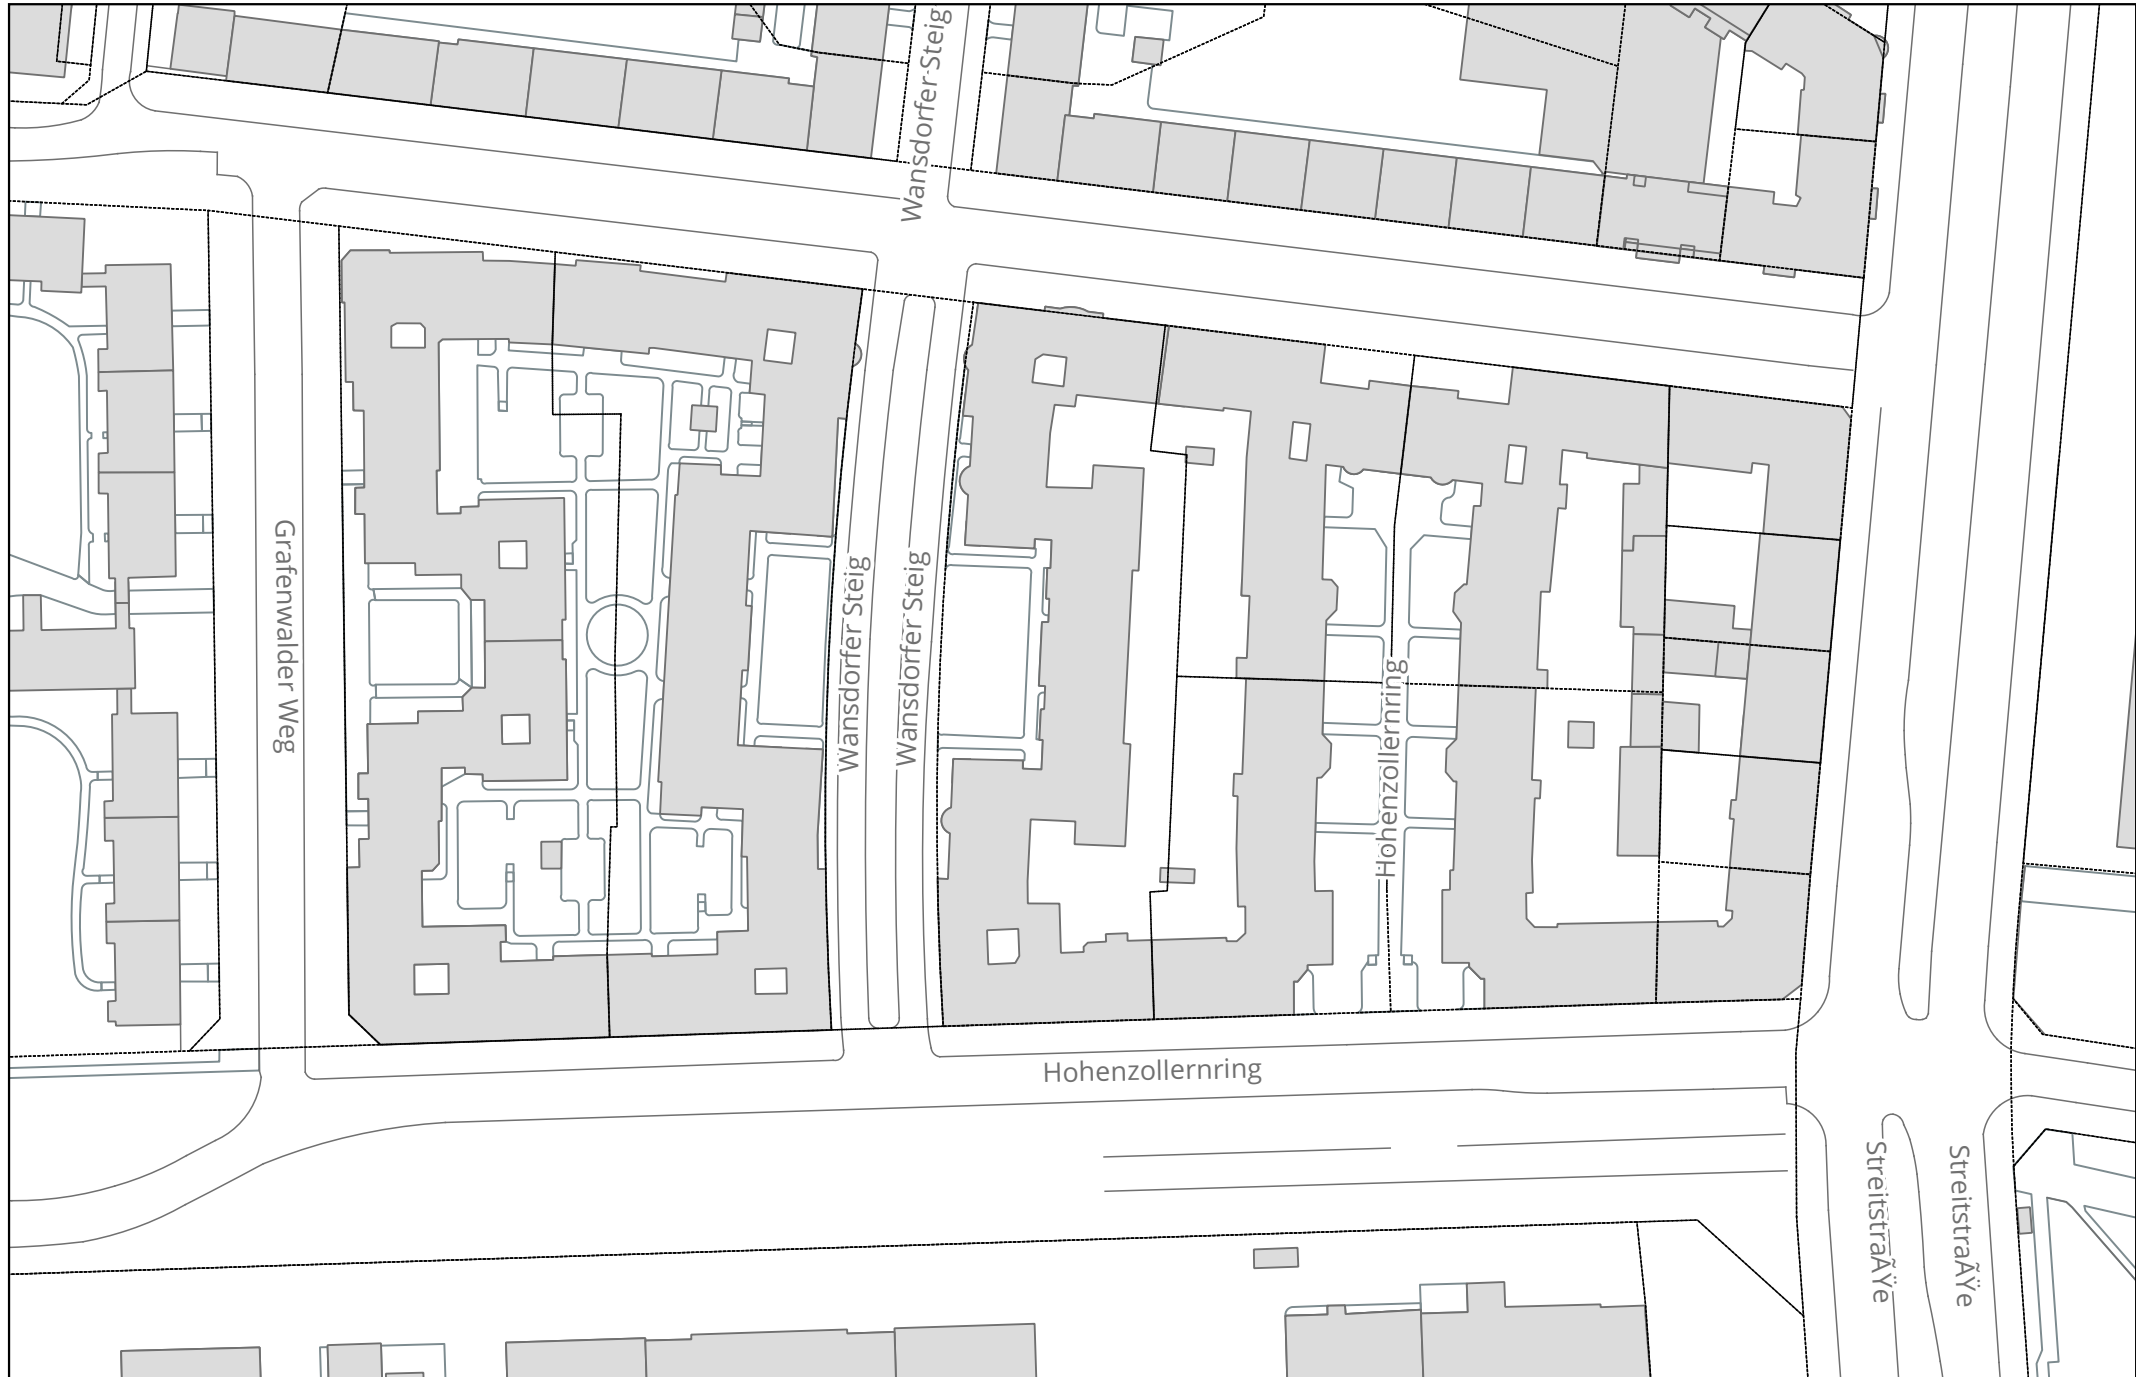 Wansdorfer Steig
Grafenwalder Weg
Wansdorfer Steig
Wansdorfer Steig
Hohenzollernring
Hohenzollernring
StreitstraÃŸe
StreitstraÃŸe